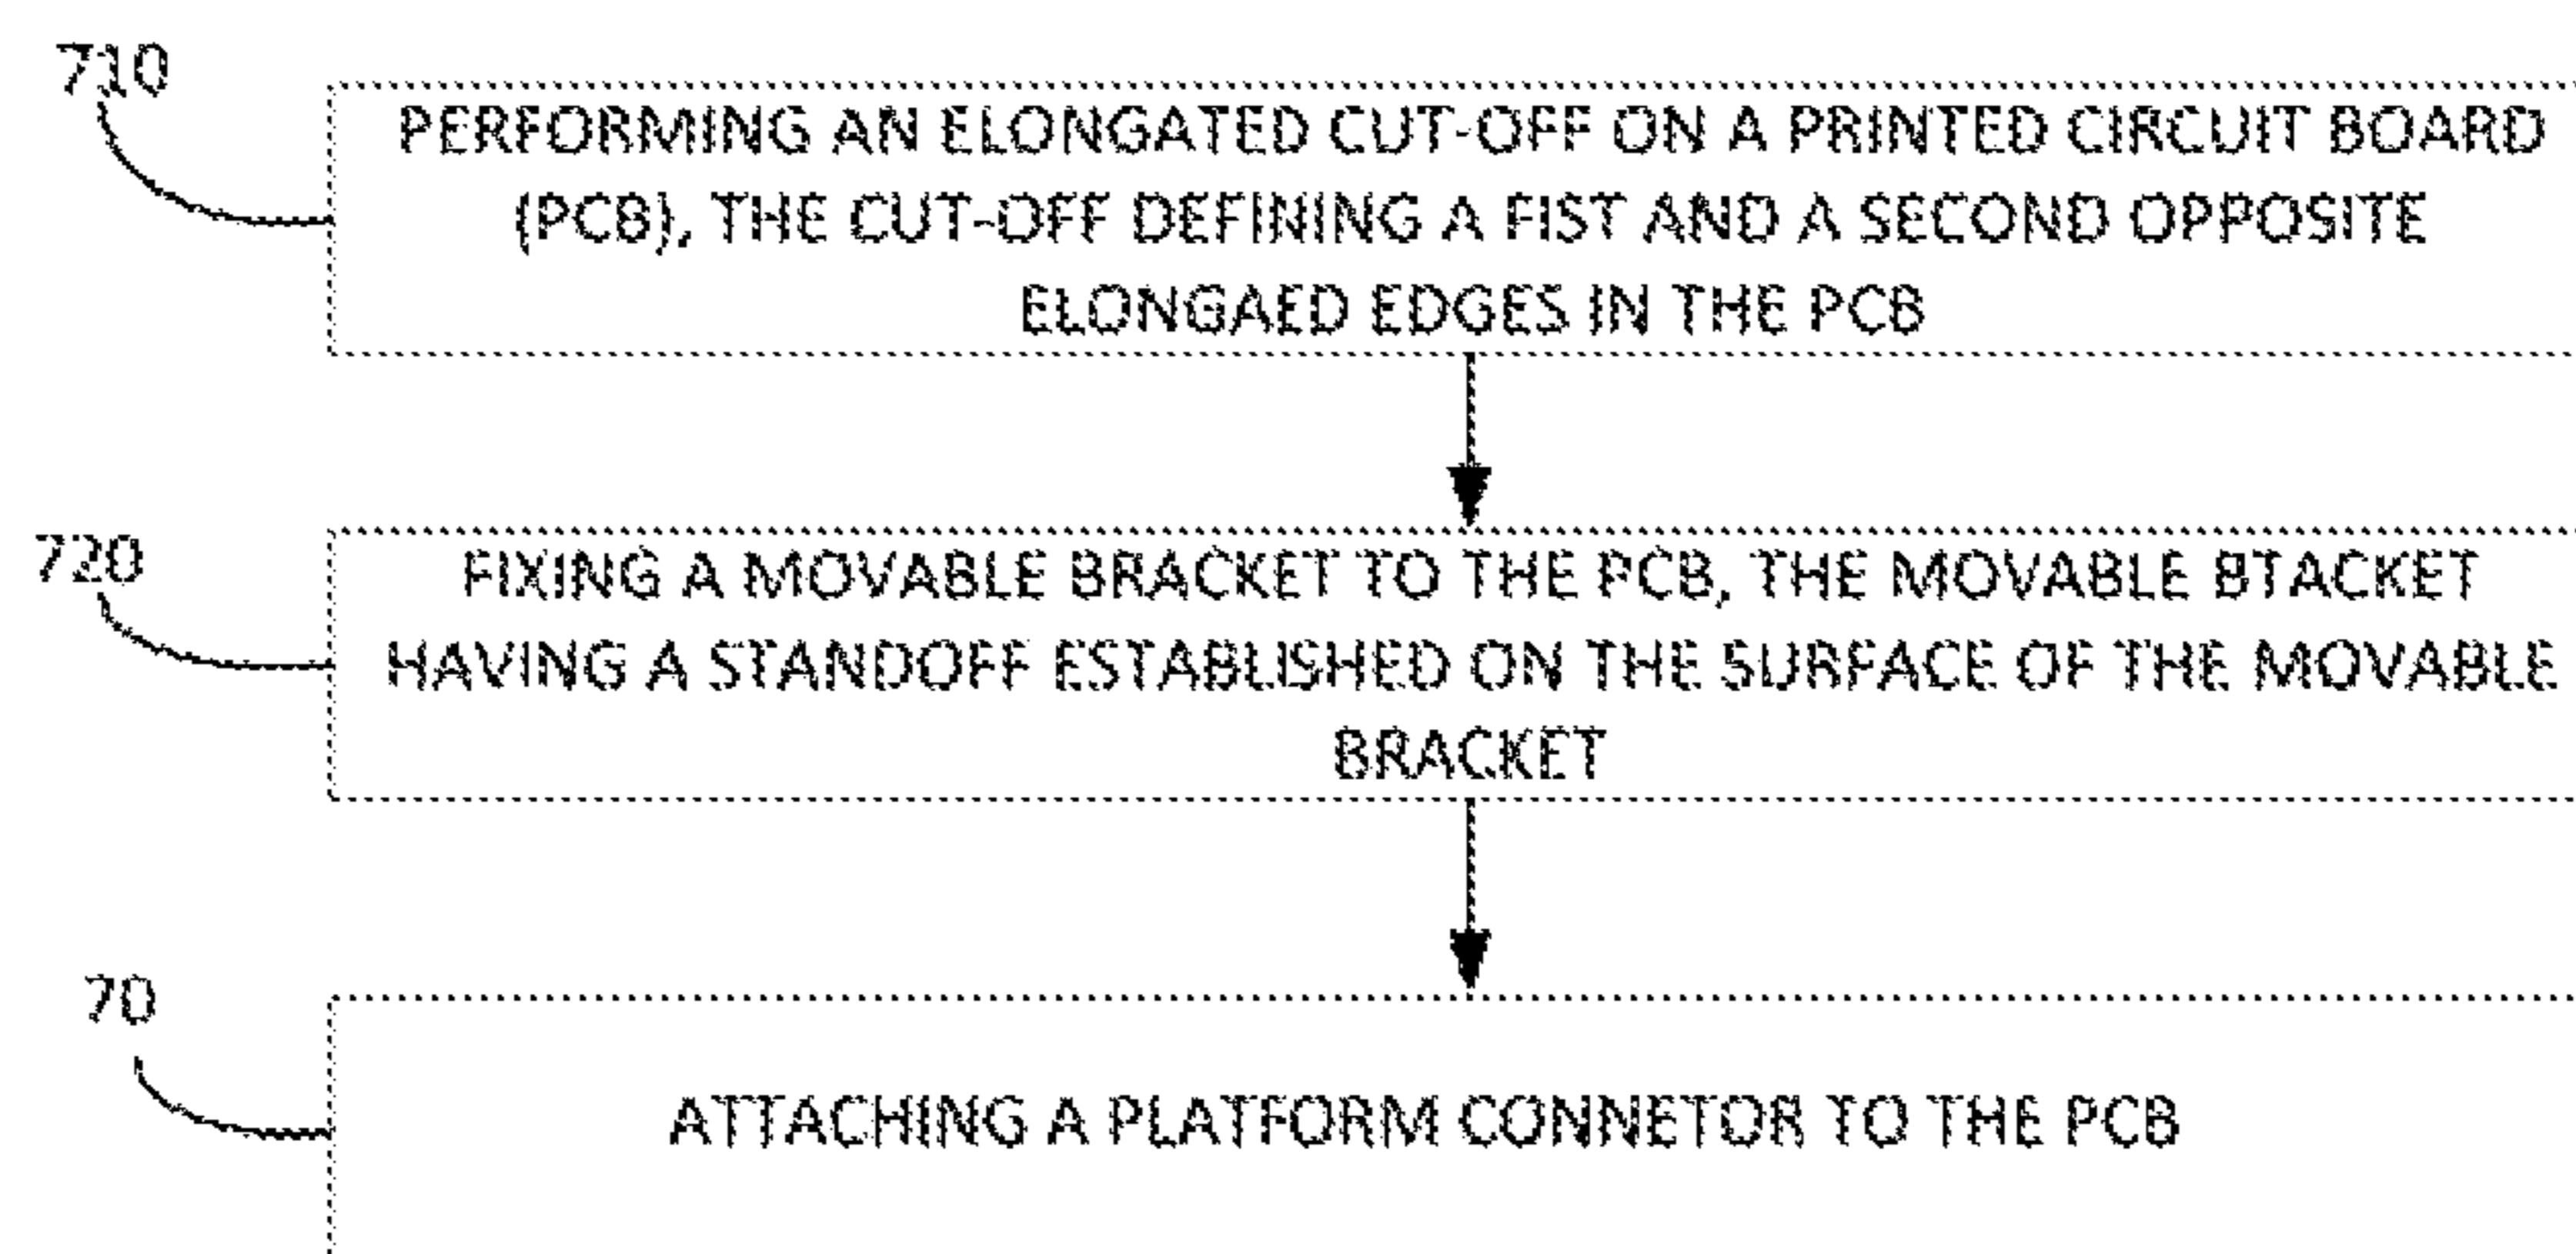 710
PERFORMING AN ELONGATED CUT-OFF ON A PRINTED CIRCUIT BOARD
(PCB), THE CUT-OFF DEFINING A FIST AND A SECOND OPPOSITE
ELONGAED EDGES IN THE PCB
720
FIXING A MOVABLE BRACKET TO THE PCB, THE MOVABLE BTACKET
HAVING A STANDOFF ESTABLISHED ON THE SURFACE OF THE MOVABLE
BRACKET
70
ATTACHING A PLATFORM CONNETOR TO THE PCB